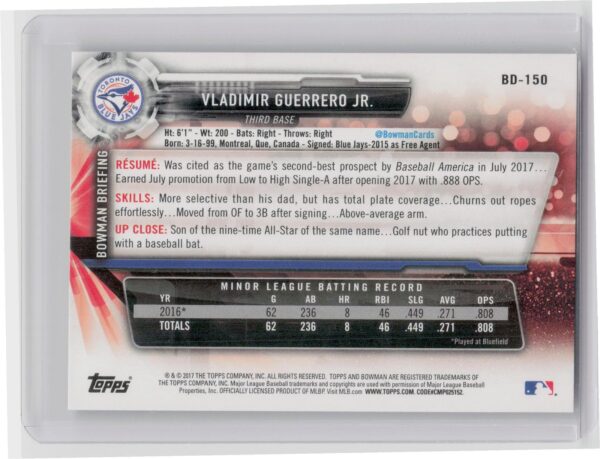 BD-150
TORONTO
BLUE JAYS
VLADIMIR GUERRERO JR.
THIRD BASE
Ht: 6'1" - Wt: 200 - Bats: Right - Throws: Right @BowmanCards
Born: 3-16-99, Montreal, Que, Canada - Signed: Blue Jays-2015 as Free Agent
BOWMAN BRIEFING
RÉSUMÉ: Was cited as the game's second-best prospect by Baseball America in July 2017...
Earned July promotion from Low to High Single-A after opening 2017 with .888 OPS.
SKILLS: More selective than his dad, but has total plate coverage...Churns out ropes
effortlessly...Moved from OF to 3B after signing...Above-average arm.
UP CLOSE: Son of the nine-time All-Star of the same name...Golf nut who practices putting
with a baseball bat.
MINOR LEAGUE BATTING RECORD
YR G AB HR RBI SLG AVG OPS
2016* 62 236 8 46 .449 .271 .808
TOTALS 62 236 8 46 .449 .271 .808
*Played at Bluefield
Topps
® & © 2017 THE TOPPS COMPANY, INC. ALL RIGHTS RESERVED. TOPPS AND BOWMAN ARE REGISTERED TRADEMARKS OF
THE TOPPS COMPANY, INC. Major League Baseball trademarks and copyrights are used with permission of Major League Baseball
Properties, Inc. OFFICIALLY LICENSED PRODUCT OF MLBP. Visit MLB.com WWW.TOPPS.COM. CODE#CMP025152.